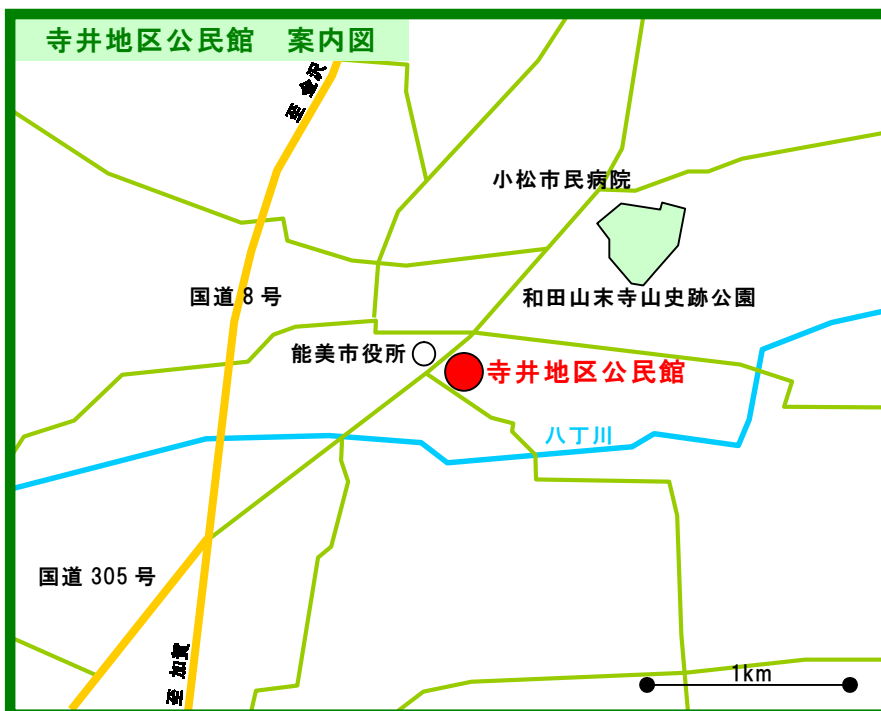 寺井地区公民館　案内図
至 金沢
小松市民病院
国道 8 号
和田山末寺山史跡公園
能美市役所
寺井地区公民館
八丁川
国道 305 号
至 加賀
1km